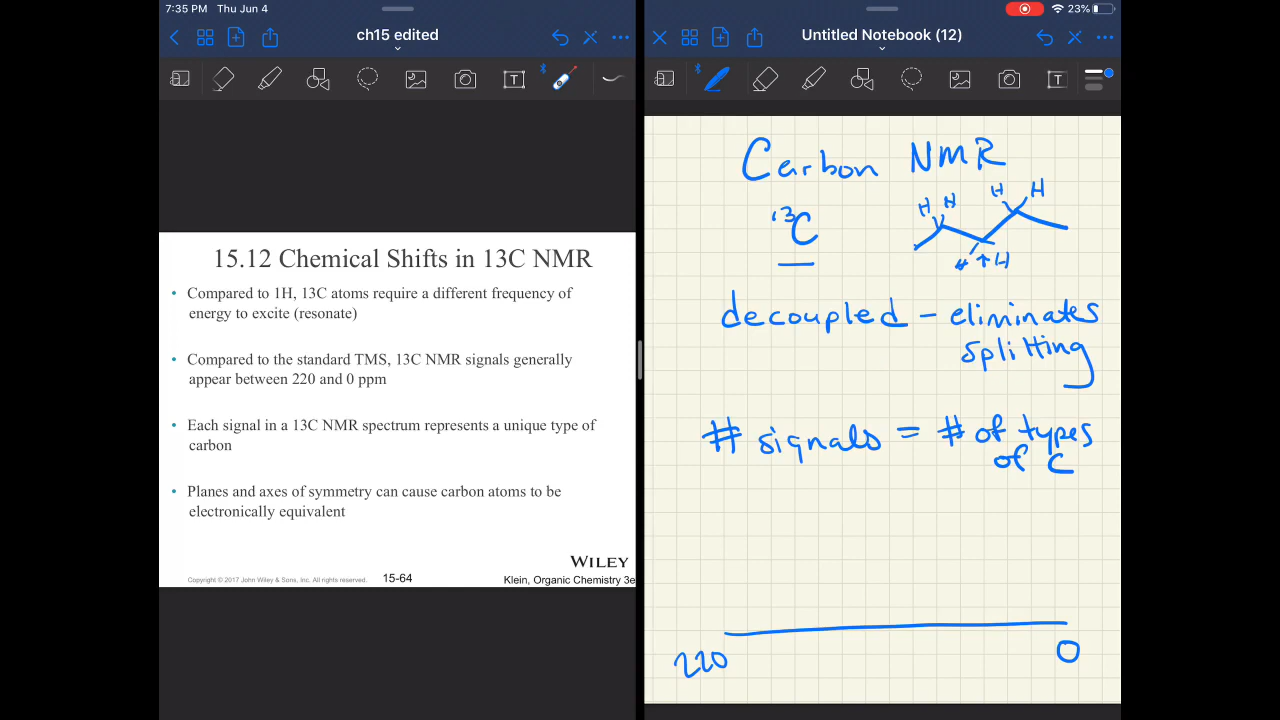 7:35 PM Thu Jun 4
23%
ch15 edited
Untitled Notebook (12)
T
T
15.12 Chemical Shifts in 13C NMR
• Compared to 1H, 13C atoms require a different frequency of
energy to excite (resonate)
• Compared to the standard TMS, 13C NMR signals generally
appear between 220 and 0 ppm
• Each signal in a 13C NMR spectrum represents a unique type of
carbon
• Planes and axes of symmetry can cause carbon atoms to be
electronically equivalent
WILEY
Copyright © 2017 John Wiley & Sons, Inc. All rights reserved.
15-64
Klein, Organic Chemistry 3e
Carbon NMR
13C
H H H H
H H
decoupled - eliminates
splitting
# signals = # of types
of C
220 0